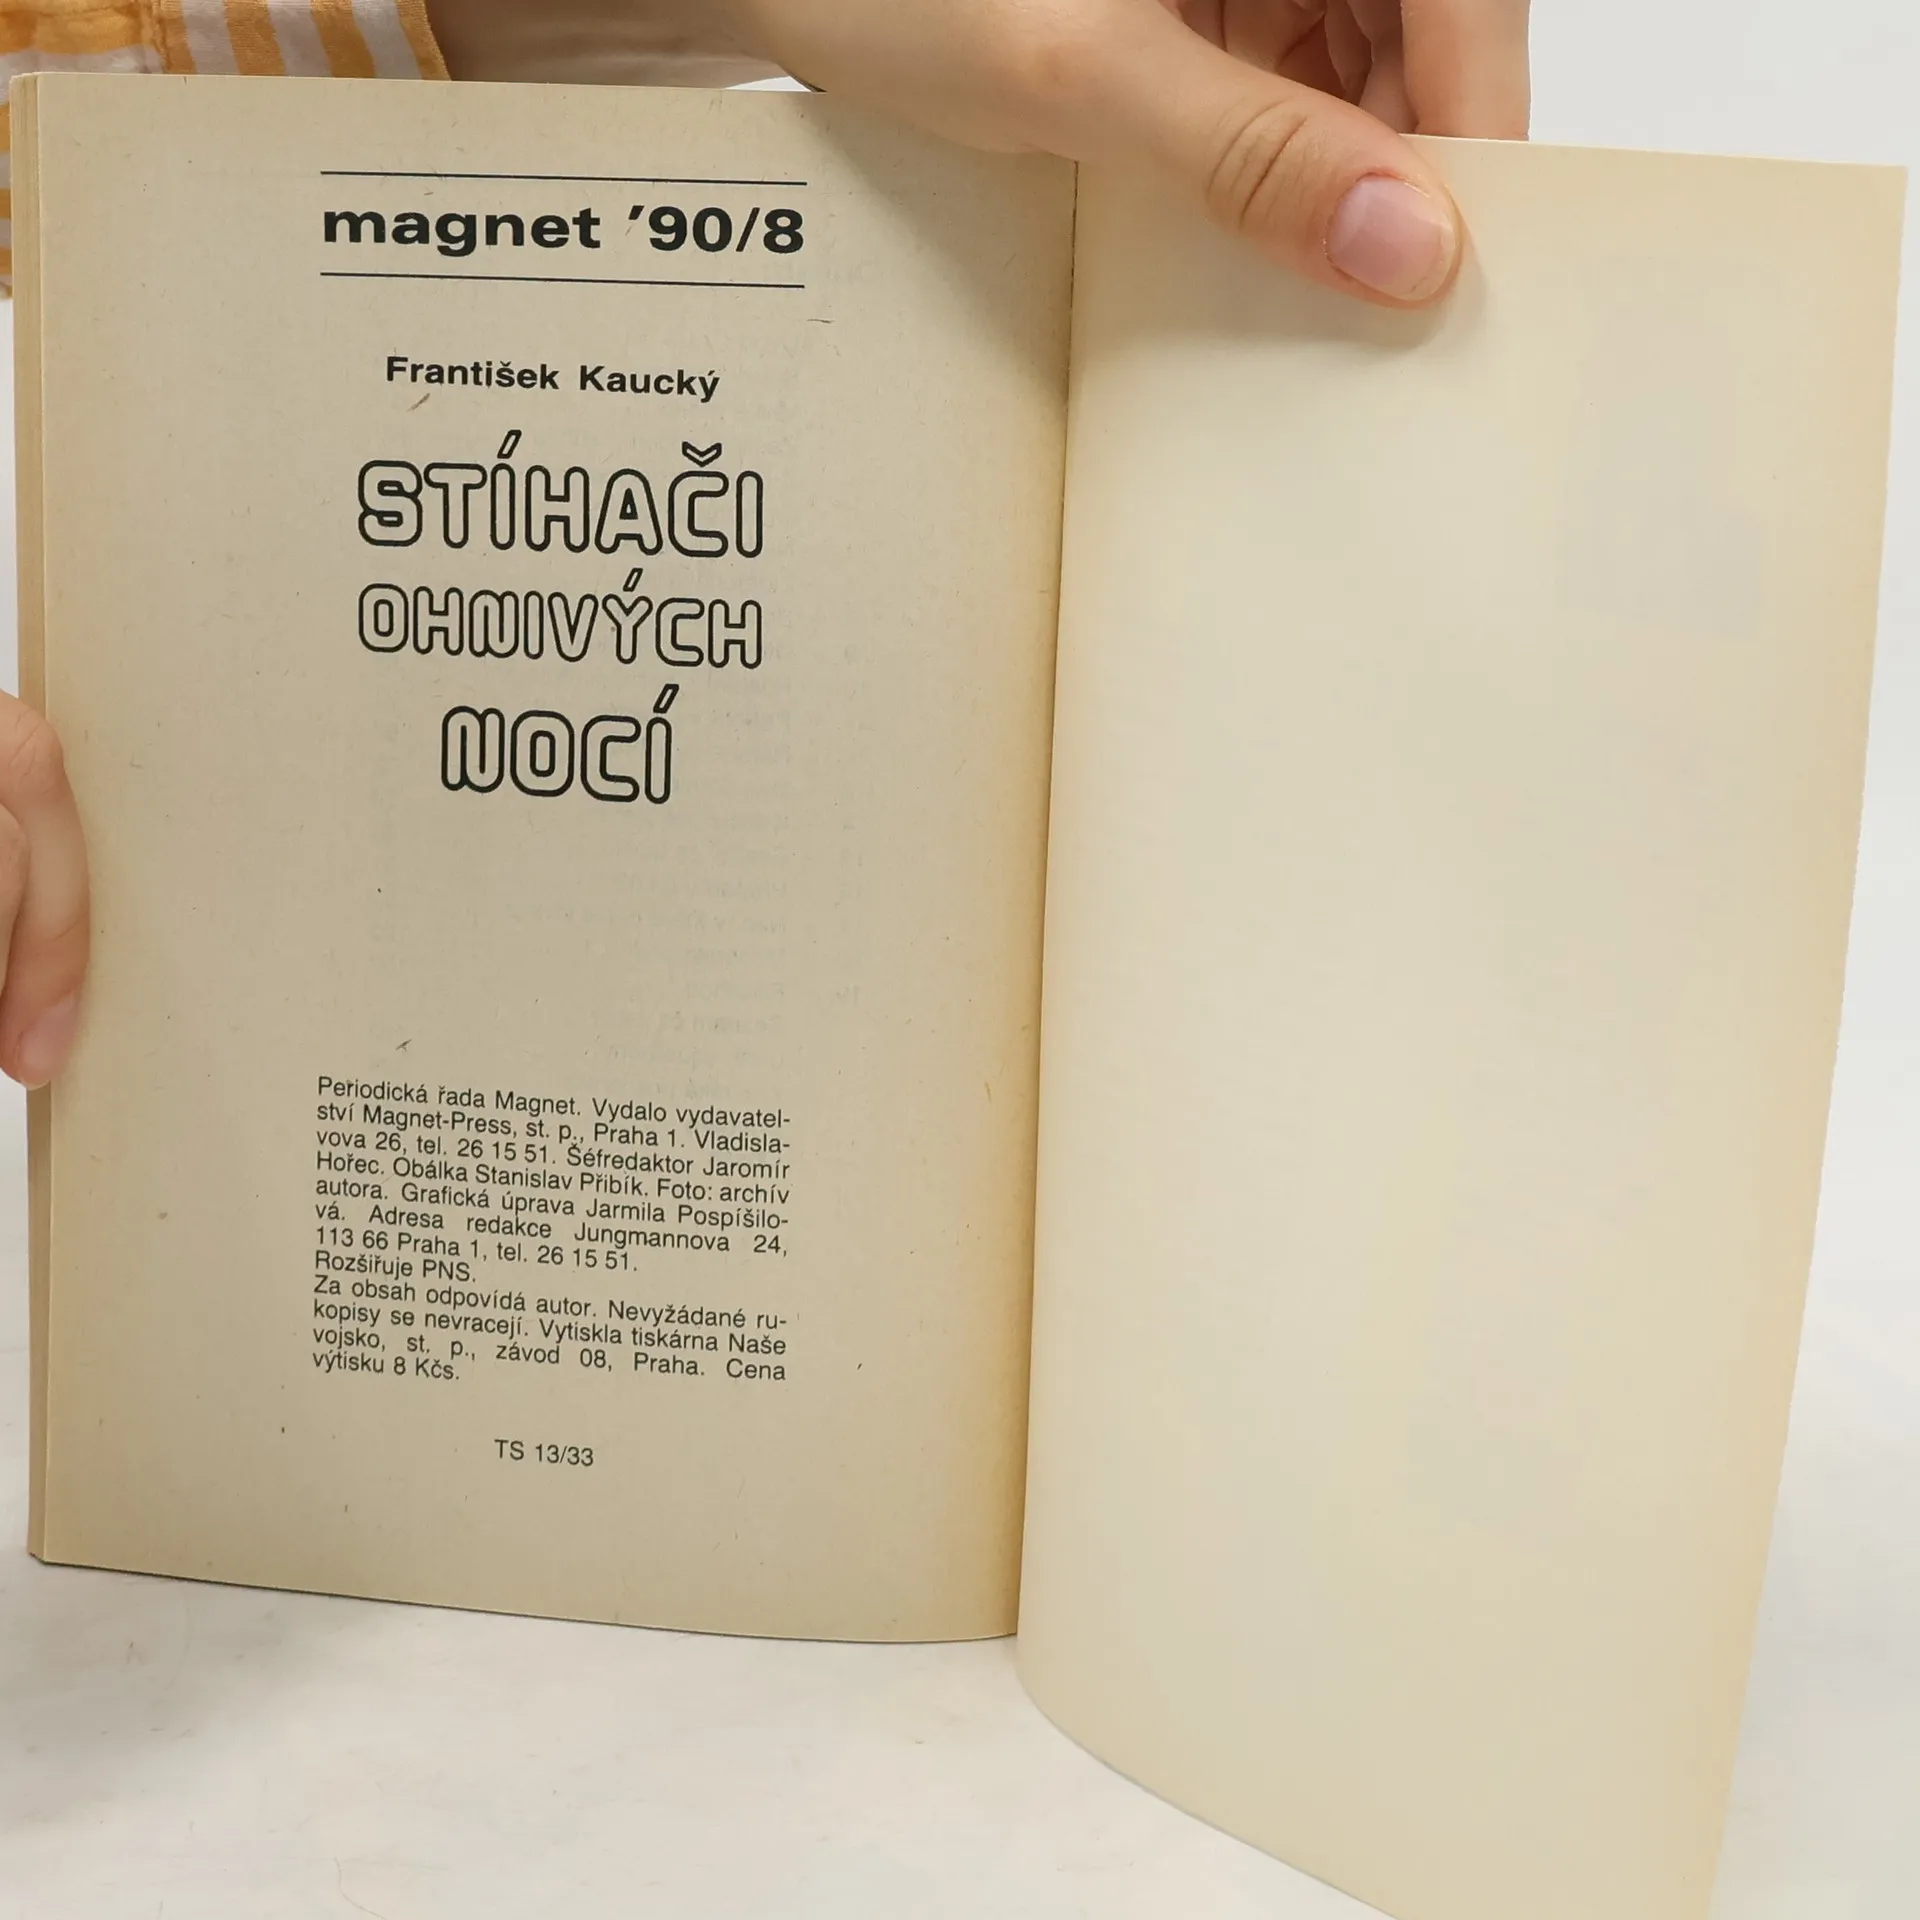 magnet ’90/8
František Kaucký
STÍHAČI
OHNIVÝCH
NOCÍ
Periodická řada Magnet. Vydalo vydavatel-
ství Magnet-Press, st. p., Praha 1. Vladisla-
vova 26, tel. 26 15 51. Šéfredaktor Jaromír
Hořec. Obálka Stanislav Přibík. Foto: archív
autora. Grafická úprava Jarmila Pospíšilo-
vá. Adresa redakce Jungmannova 24,
113 66 Praha 1, tel. 26 15 51.
Rozšiřuje PNS.
Za obsah odpovídá autor. Nevyžádané ru-
kopisy se nevracejí. Vytiskla tiskárna Naše
vojsko, st. p., závod 08, Praha. Cena
výtisku 8 Kčs.
TS 13/33